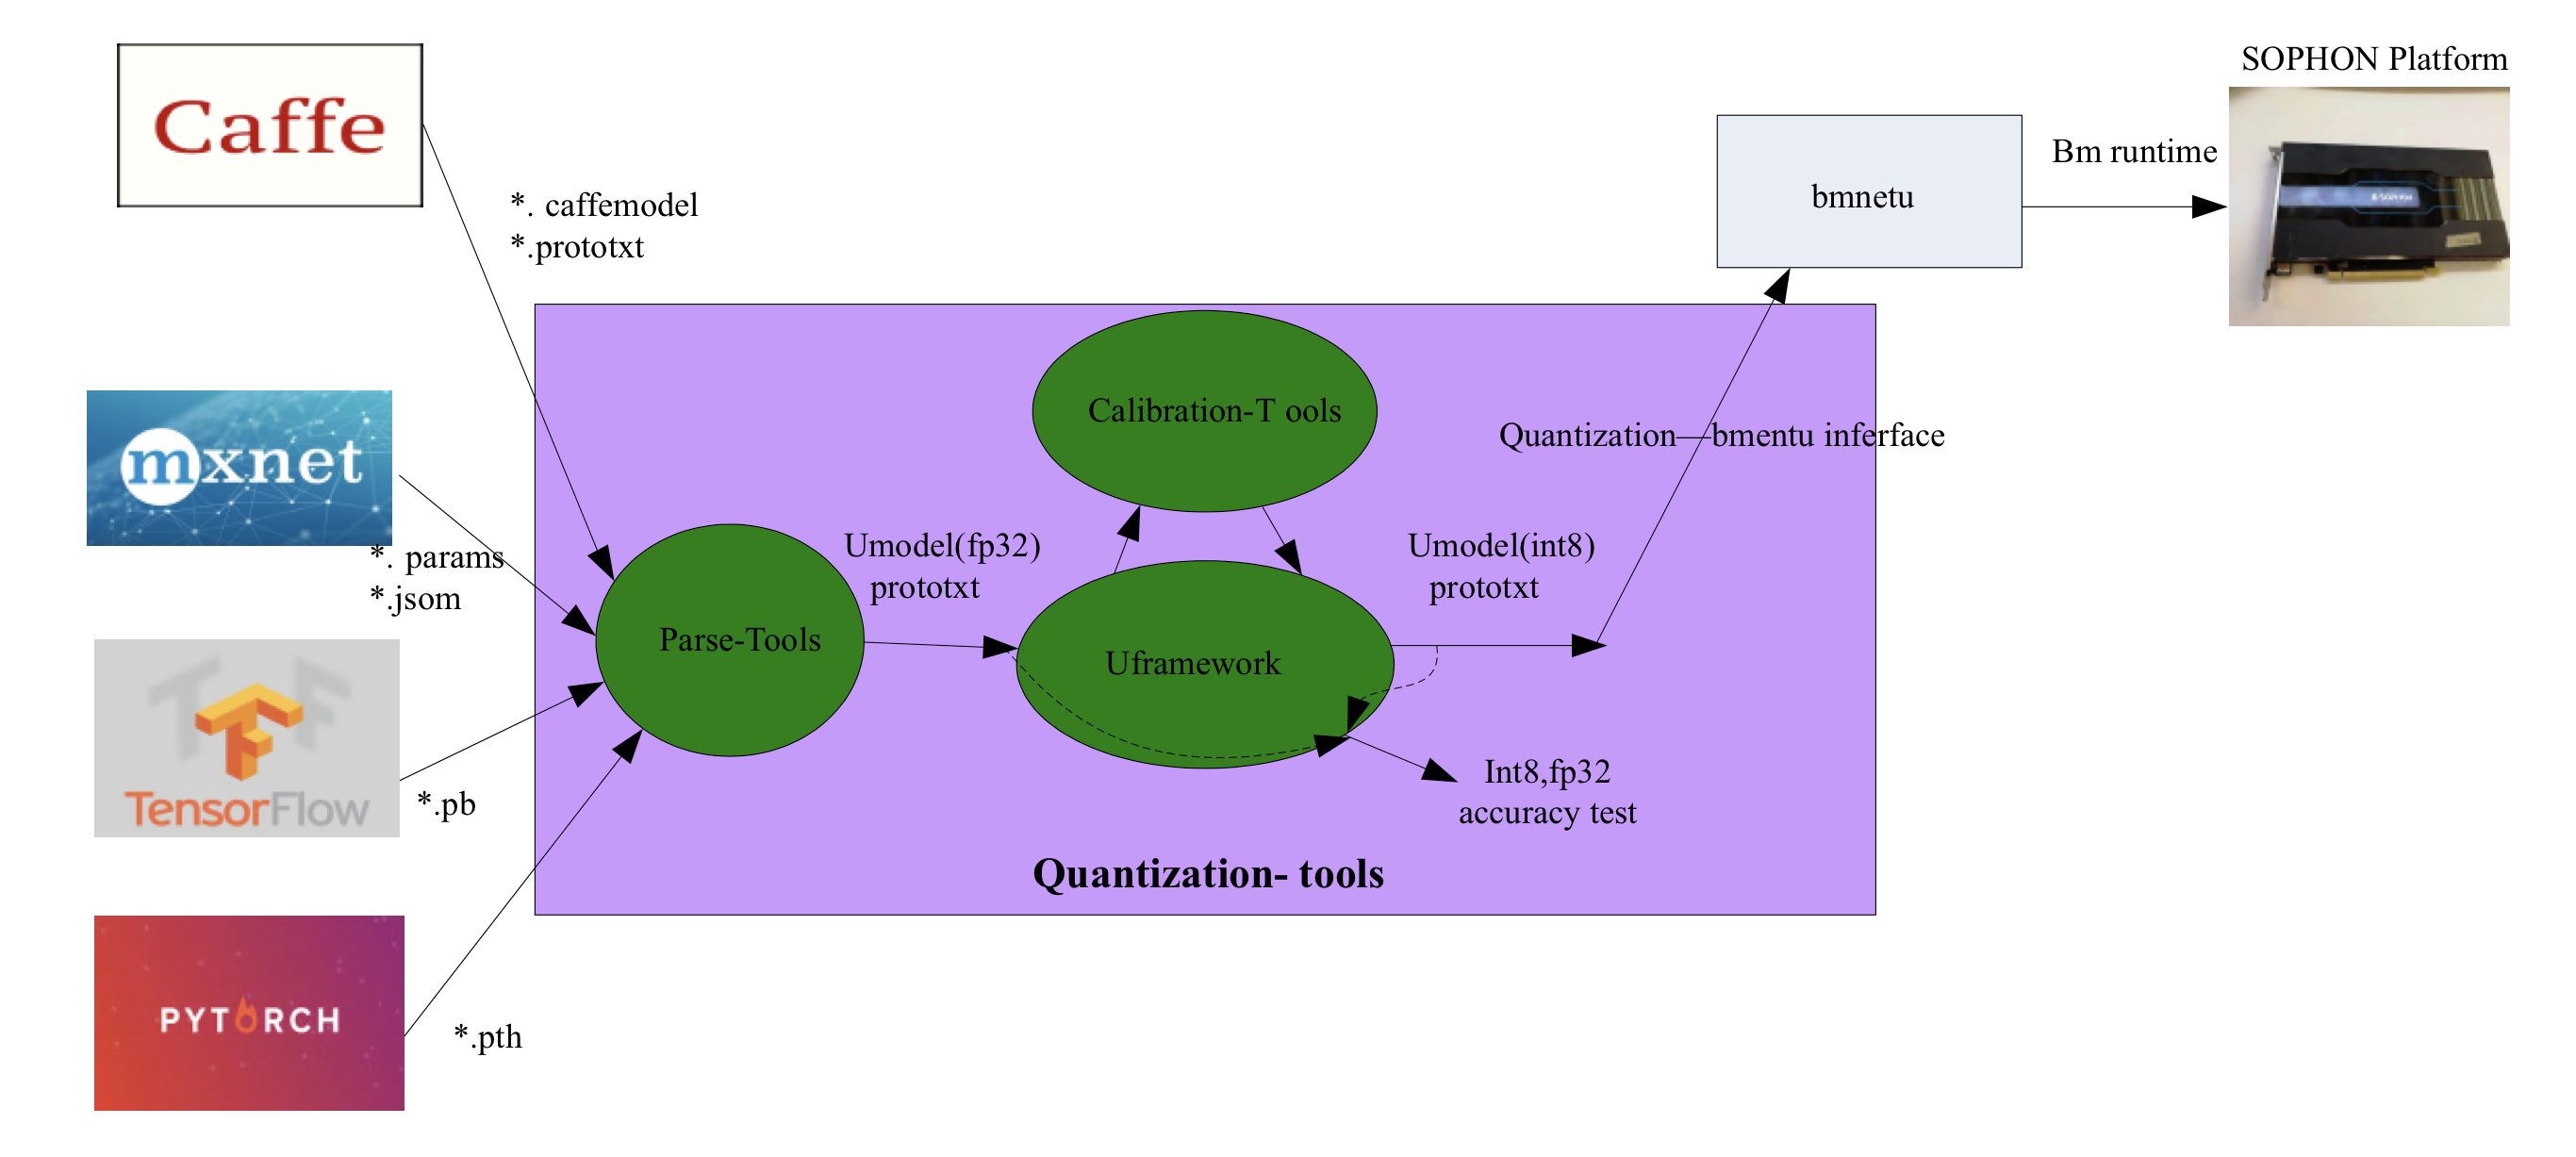 Caffe
*. caffemodel
*.prototxt
mxnet
*. params
*.jsom
TensorFlow
*.pb
PYTORCH
*.pth
Parse-Tools
Umodel(fp32)
prototxt
Calibration-T ools
Uframework
Umodel(int8)
prototxt
Quantization—bmentu inferface
Int8,fp32
accuracy test
Quantization- tools
bmnetu
Bm runtime
SOPHON Platform
SOPHON